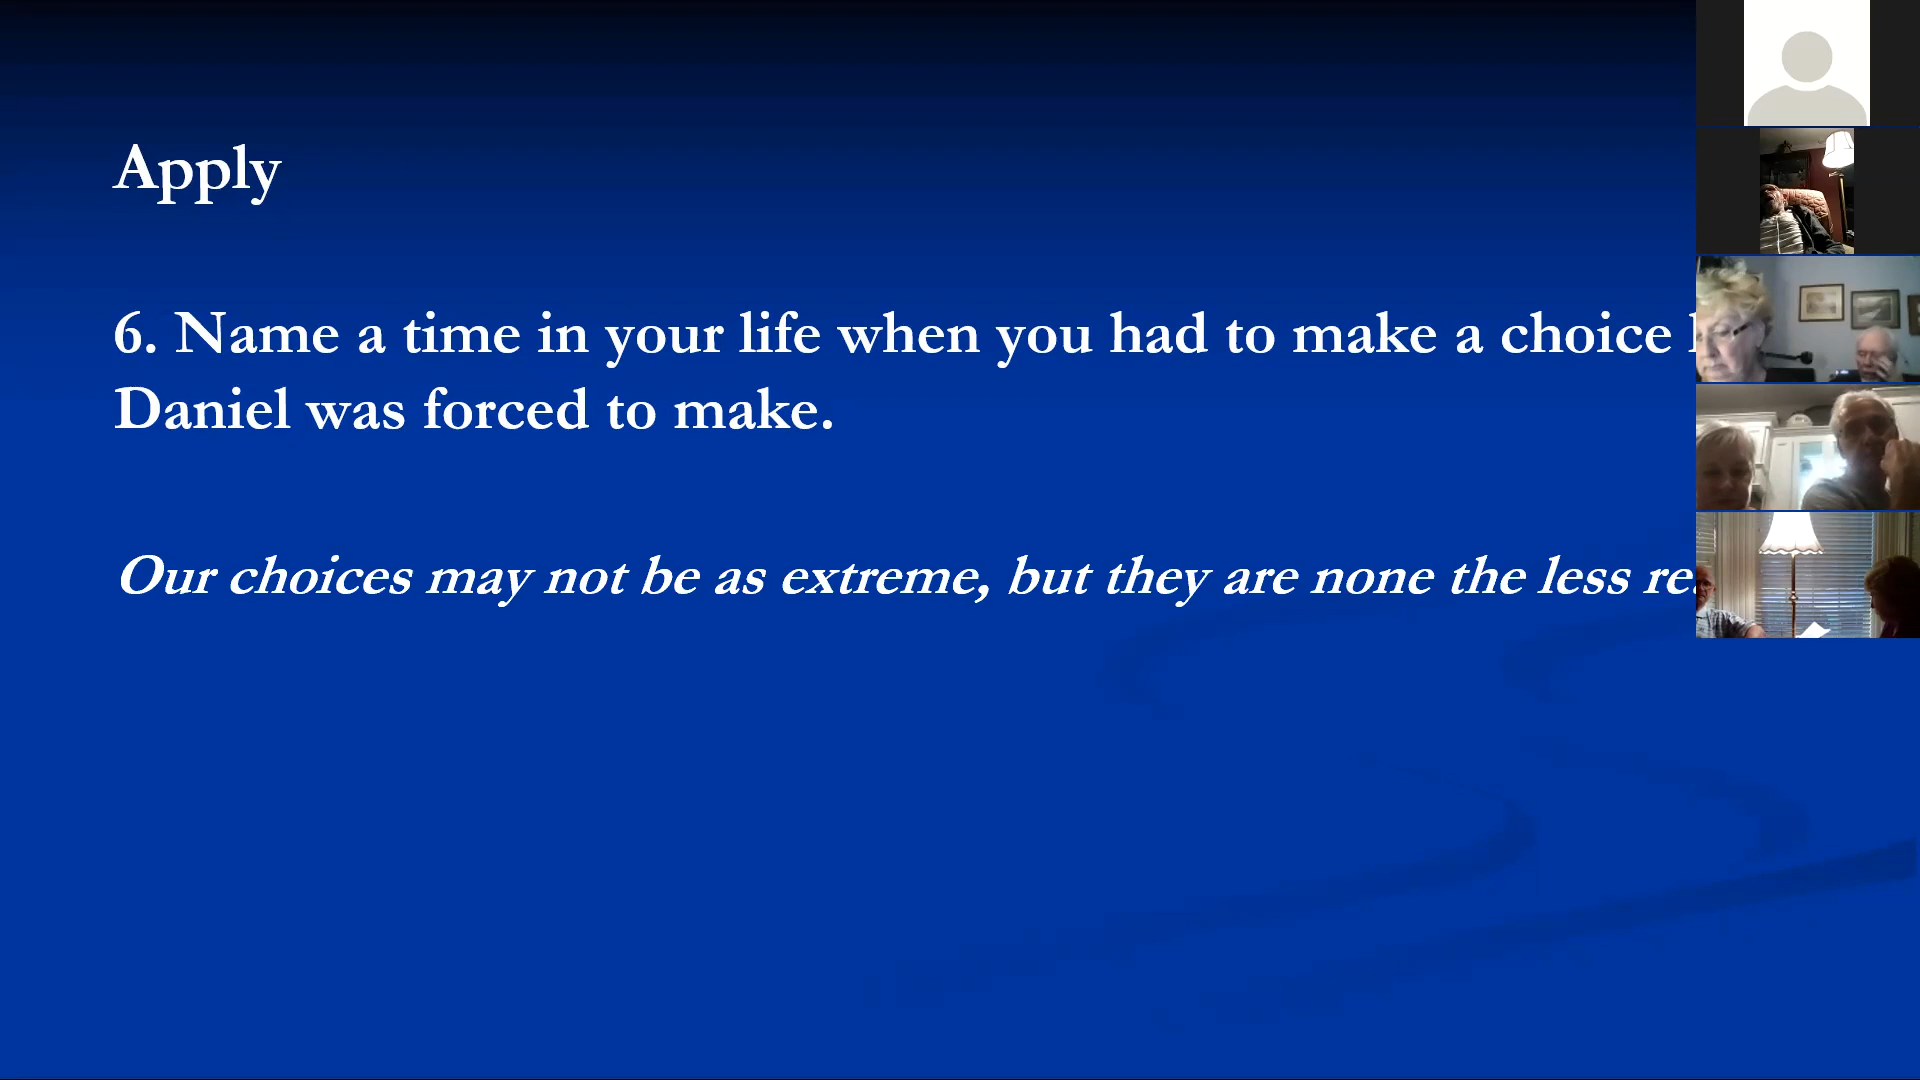 Apply
6. Name a time in your life when you had to make a choice
Daniel was forced to make.
Our choices may not be as extreme, but they are none the less